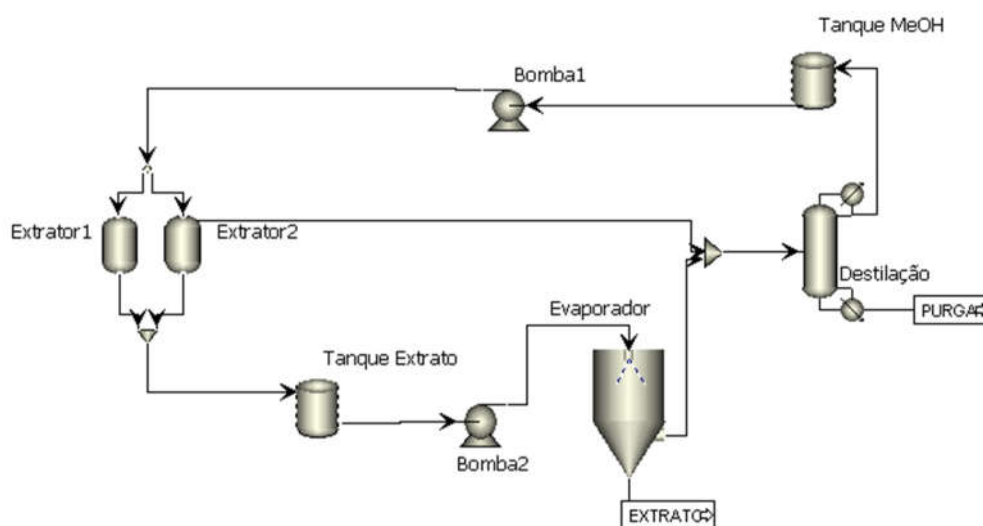 Tanque MeOH
Bomba1
Extrator1
Extrator2
Destilação
PURGA
Evaporador
Tanque Extrato
Bomba2
EXTRATO